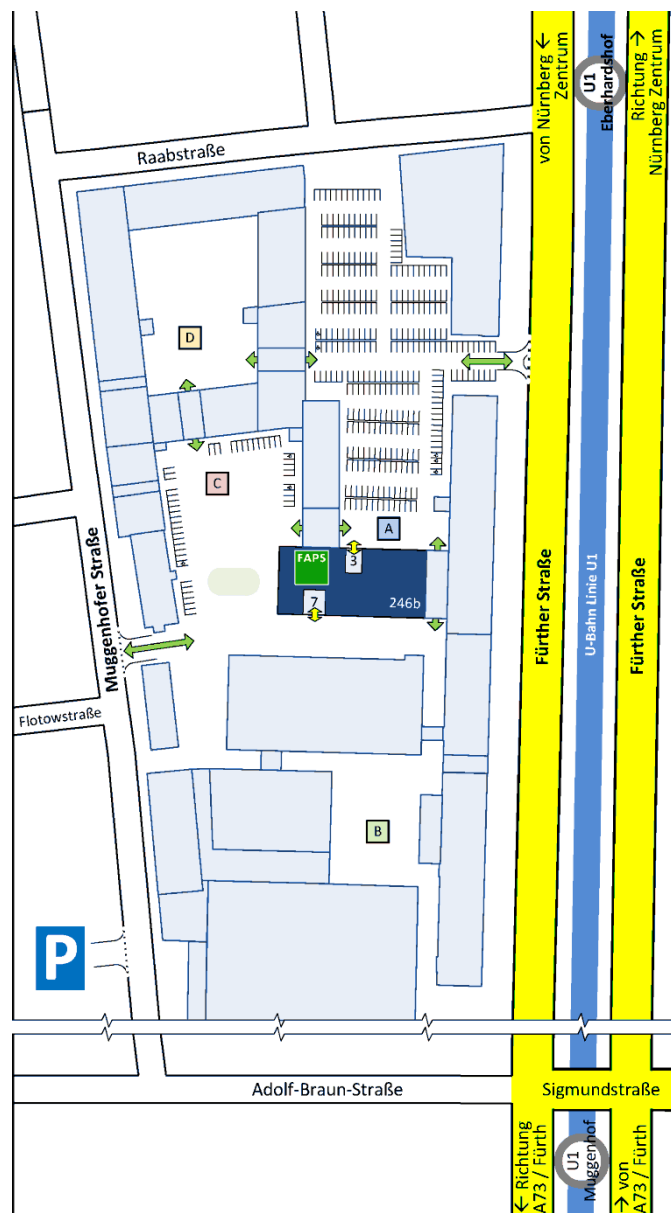 von Nürnberg ←
Zentrum
U1
Eberhardshof
Richtung →
Nürnberg Zentrum
Raabstraße
D
C
A
FAPS
3
7
246b
Muggenhofer Straße
Fürther Straße
U-Bahn Linie U1
Fürther Straße
Flotowstraße
B
P
Adolf-Braun-Straße
Sigmundstraße
← Richtung
A73 / Fürth
U1
Muggenhof
→ von
A73 / Fürth